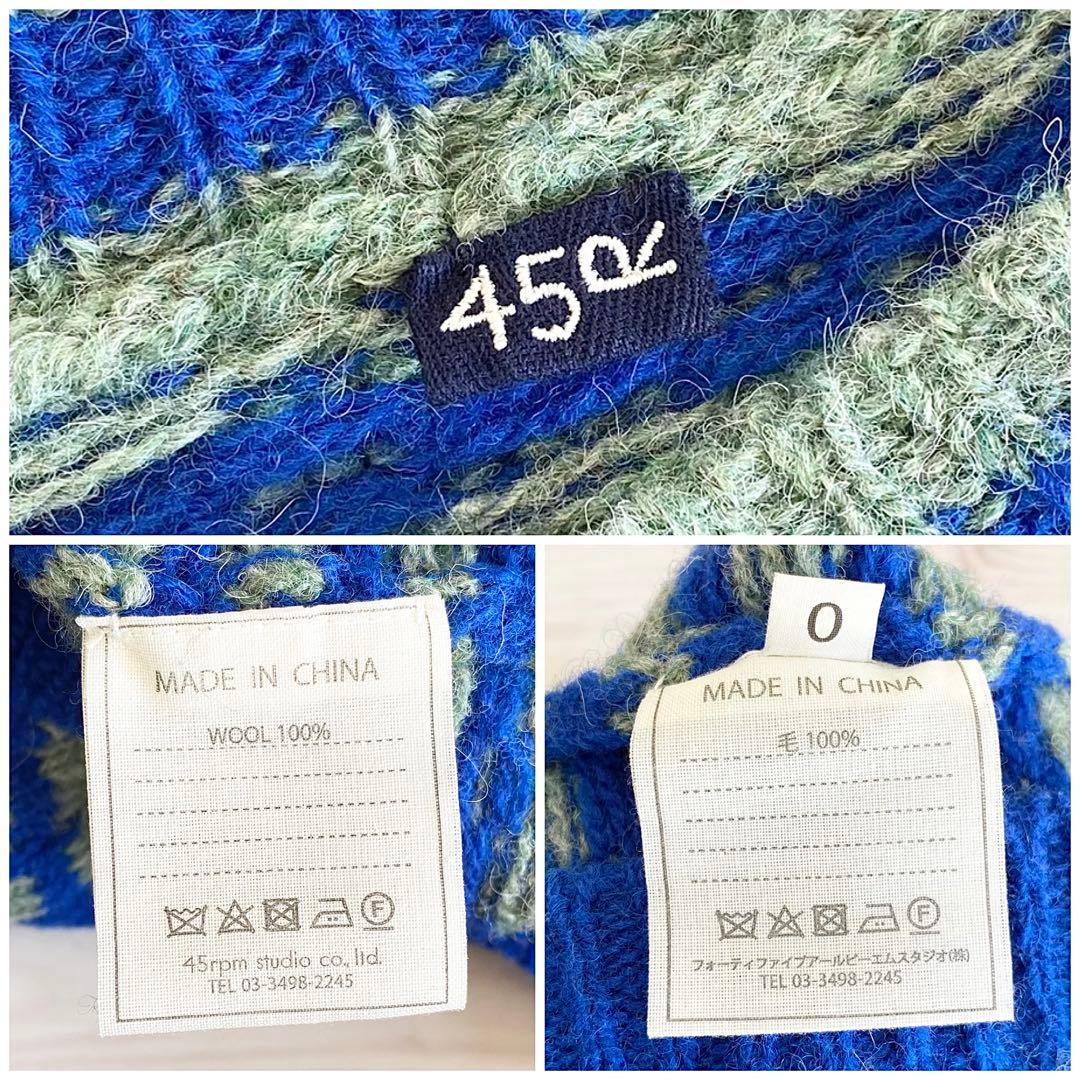 45R
MADE IN CHINA
WOOL 100%
F
45rpm studio co., ltd.
TEL 03-3498-2245
0
MADE IN CHINA
毛 100%
F
フォーティファイブアールピーエムスタジオ(株)
TEL 03-3498-2245